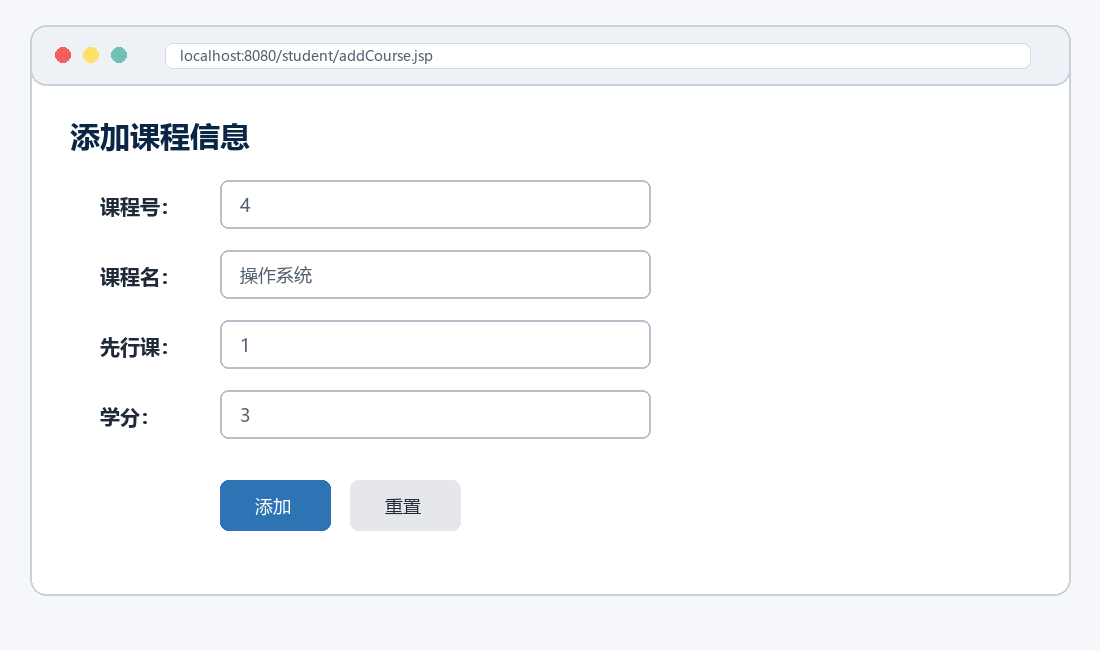 localhost:8080/student/addCourse.jsp
添加课程信息
课程号： 4
课程名： 操作系统
先行课： 1
学分： 3
添加 重置